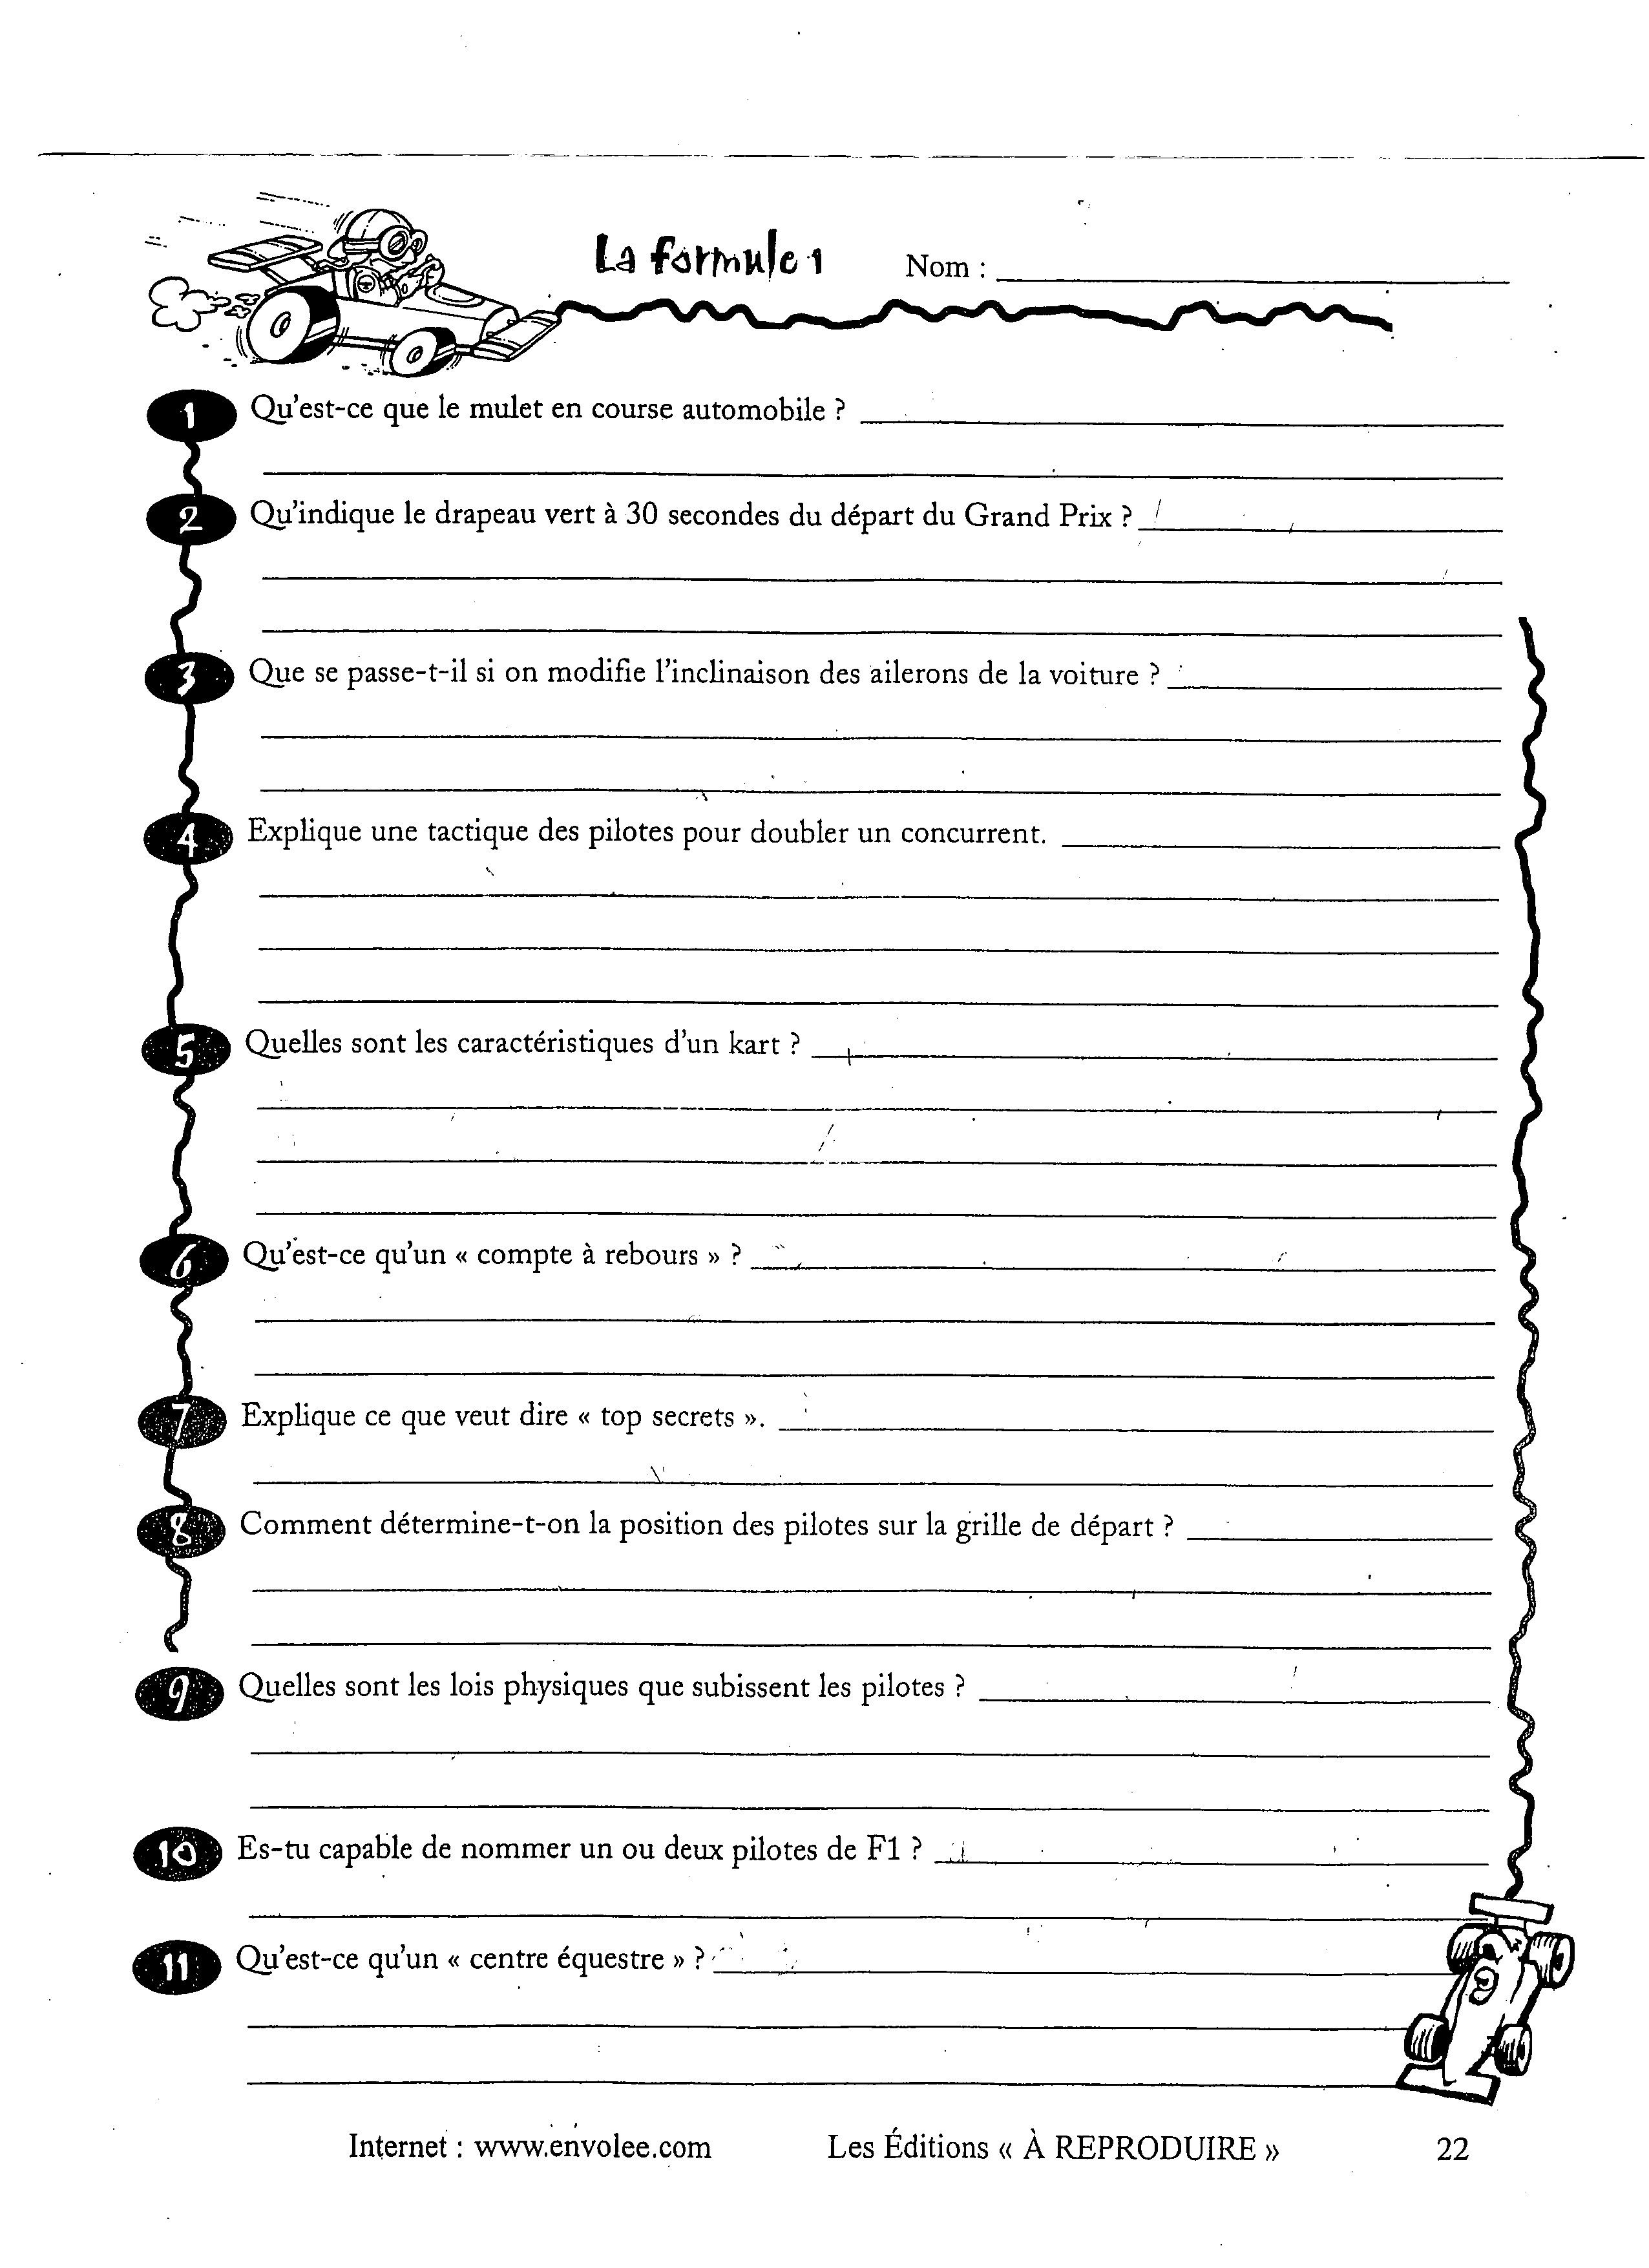 La formule 1 Nom :
1 Qu'est-ce que le mulet en course automobile ?
2 Qu'indique le drapeau vert à 30 secondes du départ du Grand Prix ?
3 Que se passe-t-il si on modifie l'inclinaison des ailerons de la voiture ?
4 Explique une tactique des pilotes pour doubler un concurrent.
5 Quelles sont les caractéristiques d'un kart ?
6 Qu'est-ce qu'un « compte à rebours » ?
7 Explique ce que veut dire « top secrets ».
8 Comment détermine-t-on la position des pilotes sur la grille de départ ?
9 Quelles sont les lois physiques que subissent les pilotes ?
10 Es-tu capable de nommer un ou deux pilotes de F1 ?
11 Qu'est-ce qu'un « centre équestre » ?
Internet : www.envolee.com Les Éditions « À REPRODUIRE » 22